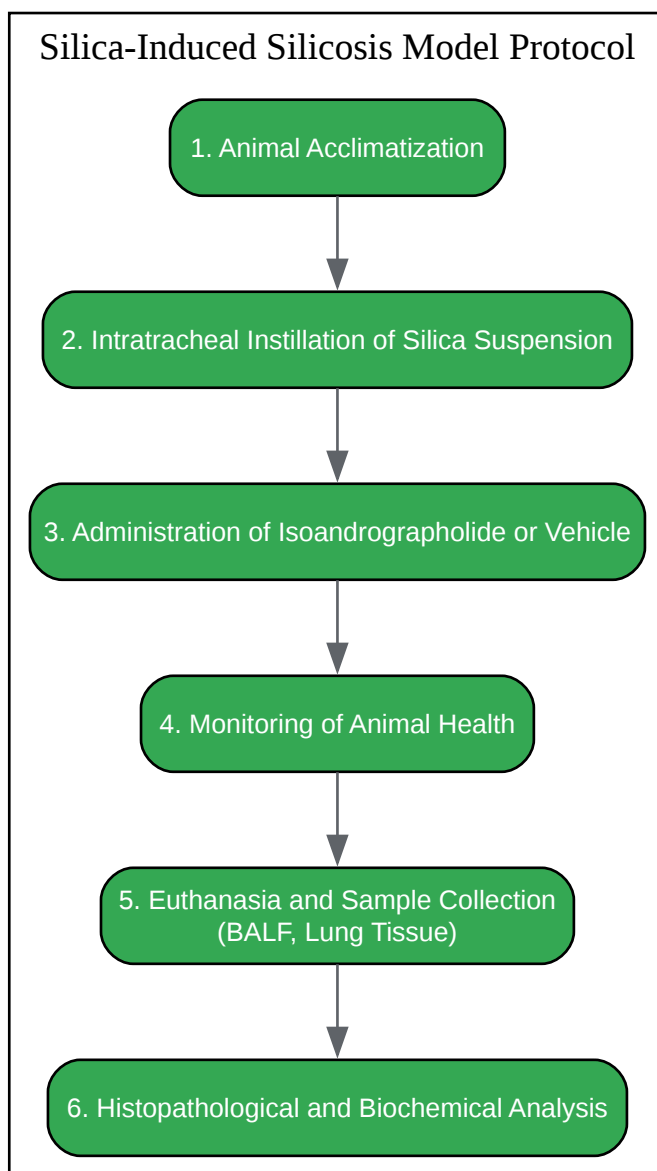 Silica-Induced Silicosis Model Protocol
1. Animal Acclimatization
2. Intratracheal Instillation of Silica Suspension
3. Administration of Isoandrographolide or Vehicle
4. Monitoring of Animal Health
5. Euthanasia and Sample Collection
(BALF, Lung Tissue)
6. Histopathological and Biochemical Analysis